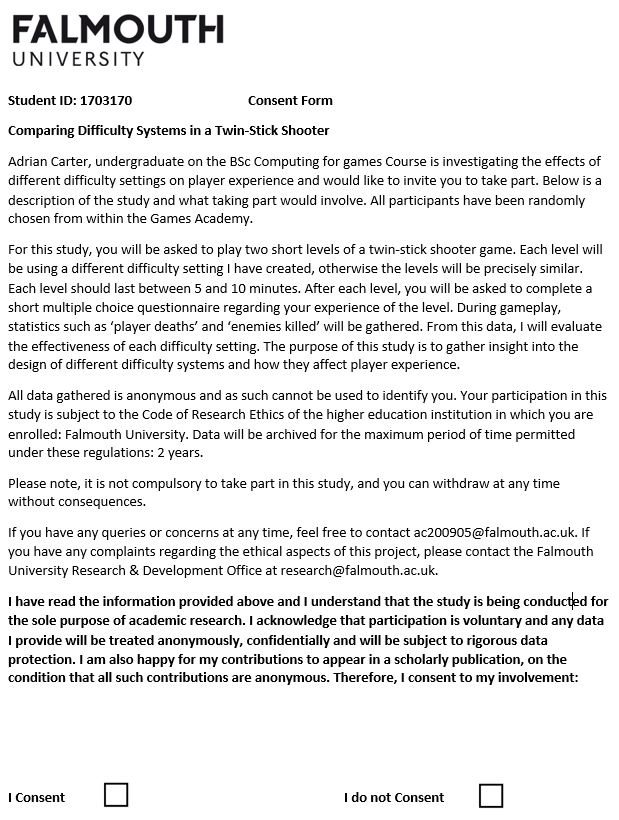 FALMOUTH
UNIVERSITY
Student ID: 1703170 Consent Form
Comparing Difficulty Systems in a Twin-Stick Shooter
Adrian Carter, undergraduate on the BSc Computing for games Course is investigating the effects of
different difficulty settings on player experience and would like to invite you to take part. Below is a
description of the study and what taking part would involve. All participants have been randomly
chosen from within the Games Academy.
For this study, you will be asked to play two short levels of a twin-stick shooter game. Each level will
be using a different difficulty setting I have created, otherwise the levels will be precisely similar.
Each level should last between 5 and 10 minutes. After each level, you will be asked to complete a
short multiple choice questionnaire regarding your experience of the level. During gameplay,
statistics such as ‘player deaths’ and ‘enemies killed’ will be gathered. From this data, I will evaluate
the effectiveness of each difficulty setting. The purpose of this study is to gather insight into the
design of different difficulty systems and how they affect player experience.
All data gathered is anonymous and as such cannot be used to identify you. Your participation in this
study is subject to the Code of Research Ethics of the higher education institution in which you are
enrolled: Falmouth University. Data will be archived for the maximum period of time permitted
under these regulations: 2 years.
Please note, it is not compulsory to take part in this study, and you can withdraw at any time
without consequences.
If you have any queries or concerns at any time, feel free to contact ac200905@falmouth.ac.uk. If
you have any complaints regarding the ethical aspects of this project, please contact the Falmouth
University Research & Development Office at research@falmouth.ac.uk.
I have read the information provided above and I understand that the study is being conducted for
the sole purpose of academic research. I acknowledge that participation is voluntary and any data
I provide will be treated anonymously, confidentially and will be subject to rigorous data
protection. I am also happy for my contributions to appear in a scholarly publication, on the
condition that all such contributions are anonymous. Therefore, I consent to my involvement:
I Consent I do not Consent